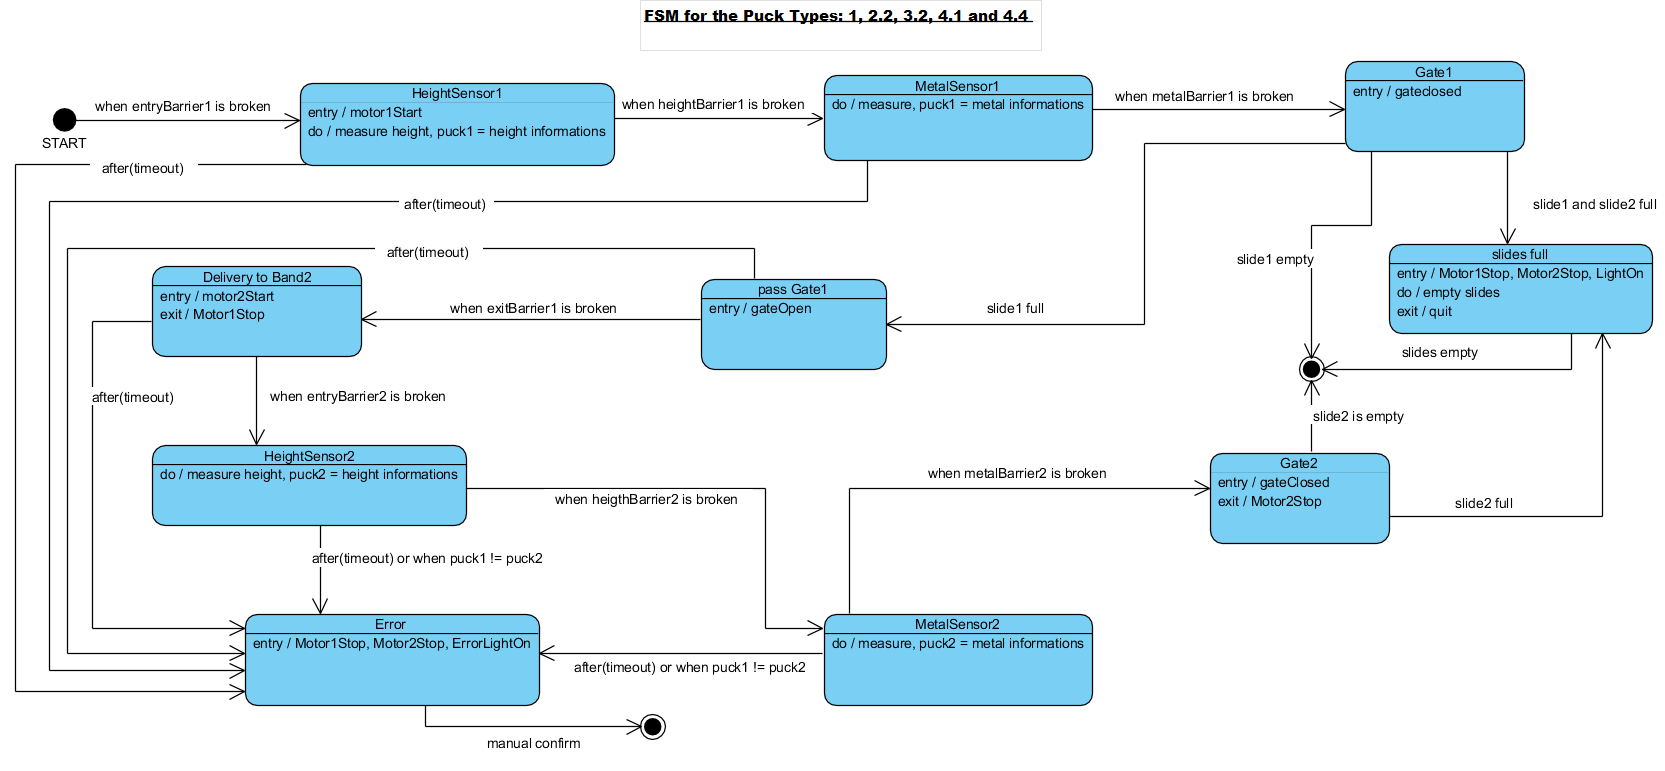 FSM for the Puck Types: 1, 2.2, 3.2, 4.1 and 4.4
START
when entryBarrier1 is broken
HeightSensor1
entry / motor1Start
do / measure height, puck1 = height informations
when heightBarrier1 is broken
MetalSensor1
do / measure, puck1 = metal informations
when metalBarrier1 is broken
Gate1
entry / gateclosed
after(timeout)
after(timeout)
after(timeout)
slide1 and slide2 full
slide1 empty
slides full
entry / Motor1Stop, Motor2Stop, LightOn
do / empty slides
exit / quit
Delivery to Band2
entry / motor2Start
exit / Motor1Stop
when exitBarrier1 is broken
pass Gate1
entry / gateOpen
slide1 full
slides empty
after(timeout)
when entryBarrier2 is broken
slide2 is empty
HeightSensor2
do / measure height, puck2 = height informations
when heigthBarrier2 is broken
when metalBarrier2 is broken
Gate2
entry / gateClosed
exit / Motor2Stop
slide2 full
after(timeout) or when puck1 != puck2
Error
entry / Motor1Stop, Motor2Stop, ErrorLightOn
MetalSensor2
do / measure, puck2 = metal informations
after(timeout) or when puck1 != puck2
manual confirm